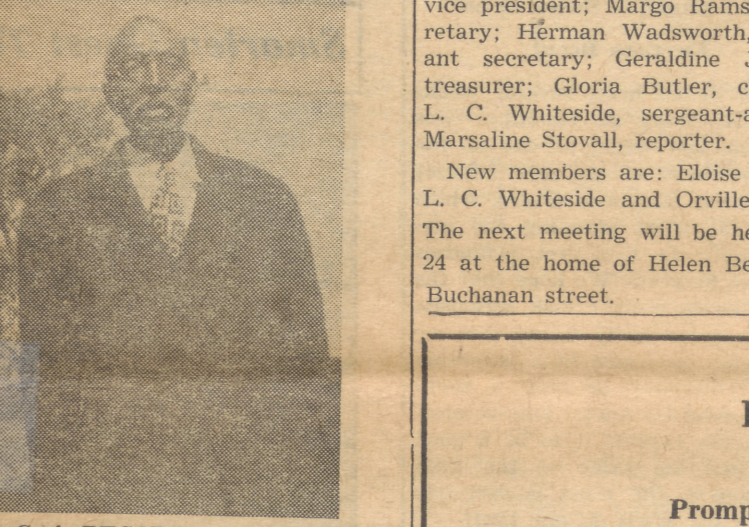 vice president; Margo Rams
retary; Herman Wadsworth,
ant secretary; Geraldine J
treasurer; Gloria Butler, c
L. C. Whiteside, sergeant-a
Marsaline Stovall, reporter.
New members are: Eloise
L. C. Whiteside and Orville
The next meeting will be he
24 at the home of Helen Be
Buchanan street.
Promp